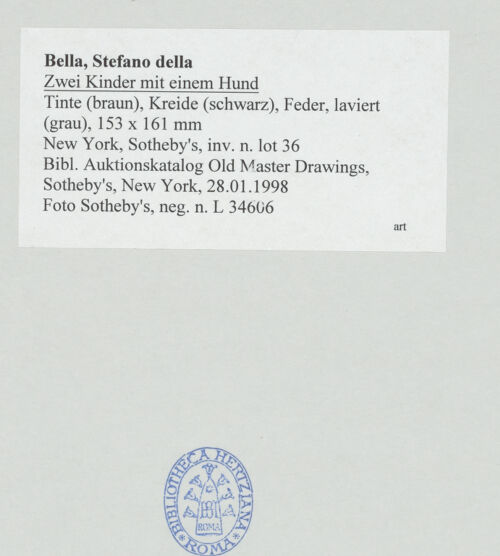 Bella, Stefano della
Zwei Kinder mit einem Hund
Tinte (braun), Kreide (schwarz), Feder, laviert
(grau), 153 x 161 mm
New York, Sotheby's, inv. n. lot 36
Bibl. Auktionskatalog Old Master Drawings,
Sotheby's, New York, 28.01.1998
Foto Sotheby's, neg. n. L 34606
art
BIBLIOTHECA HERTZIANA
ROMA
ROMA